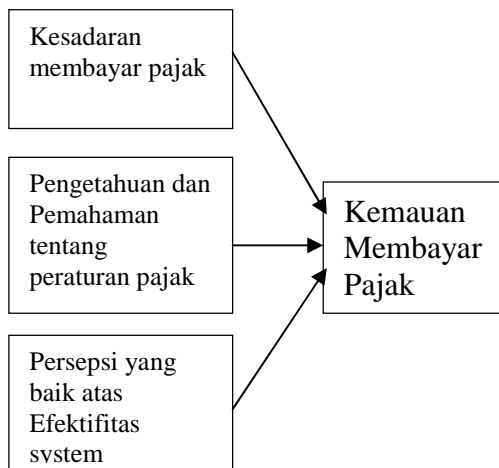 Kesadaran
membayar pajak
Pengetahuan dan
Pemahaman
tentang
peraturan pajak
Kemauan
Membayar
Pajak
Persepsi yang
baik atas
Efektifitas
system